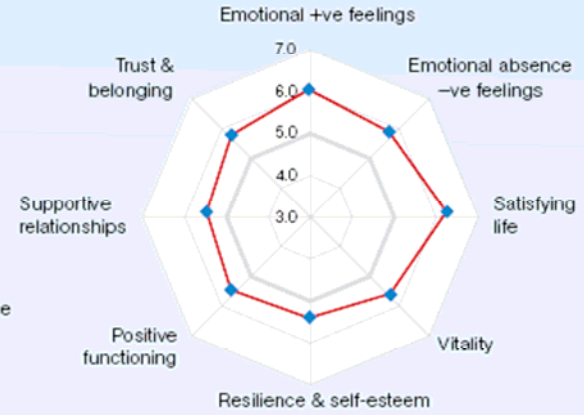 Emotional +ve feelings
7.0
Trust &
belonging
Emotional absence
–ve feelings
6.0
5.0
4.0
3.0
Supportive
relationships
Satisfying
life
e
Positive
functioning
Vitality
Resilience & self-esteem